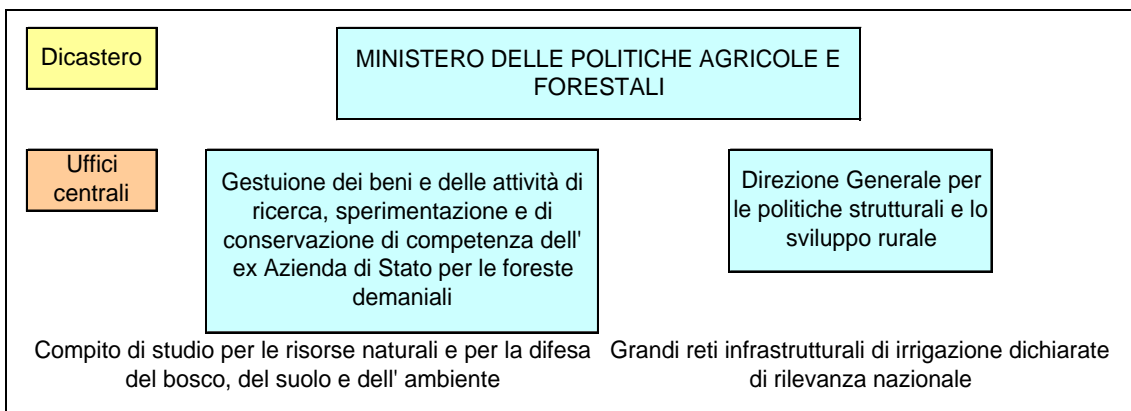 Dicastero
MINISTERO DELLE POLITICHE AGRICOLE E
FORESTALI
Uffici
centrali
Gestuione dei beni e delle attività di
ricerca, sperimentazione e di
conservazione di competenza dell'
ex Azienda di Stato per le foreste
demaniali
Direzione Generale per
le politiche strutturali e lo
sviluppo rurale
Compito di studio per le risorse naturali e per la difesa
del bosco, del suolo e dell' ambiente
Grandi reti infrastrutturali di irrigazione dichiarate
di rilevanza nazionale